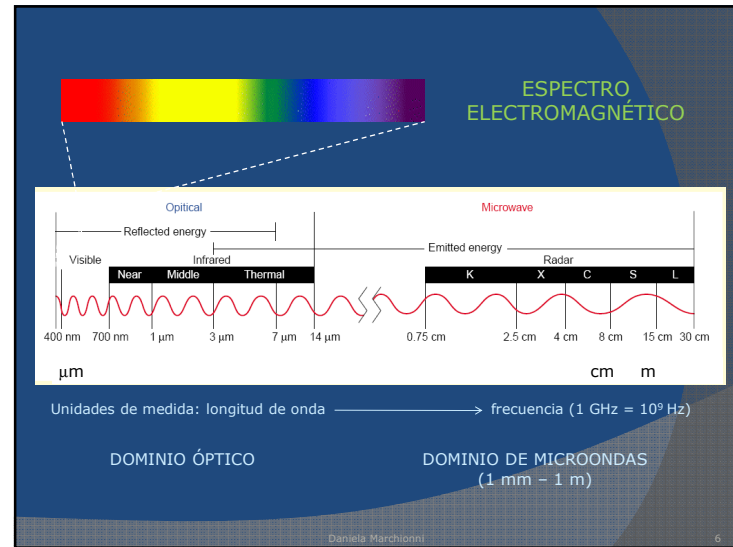 ESPECTRO
ELECTROMAGNÉTICO
Opitical Microwave
Reflected energy
Emitted energy
Visible Infrared Radar
Near Middle Thermal K X C S L
400 nm 700 nm 1 µm 3 µm 7 µm 14 µm 0.75 cm 2.5 cm 4 cm 8 cm 15 cm 30 cm
µm cm m
Unidades de medida: longitud de onda → frecuencia (1 GHz = 10⁹ Hz)
DOMINIO ÓPTICO DOMINIO DE MICROONDAS
(1 mm – 1 m)
Daniela Marchionni 6